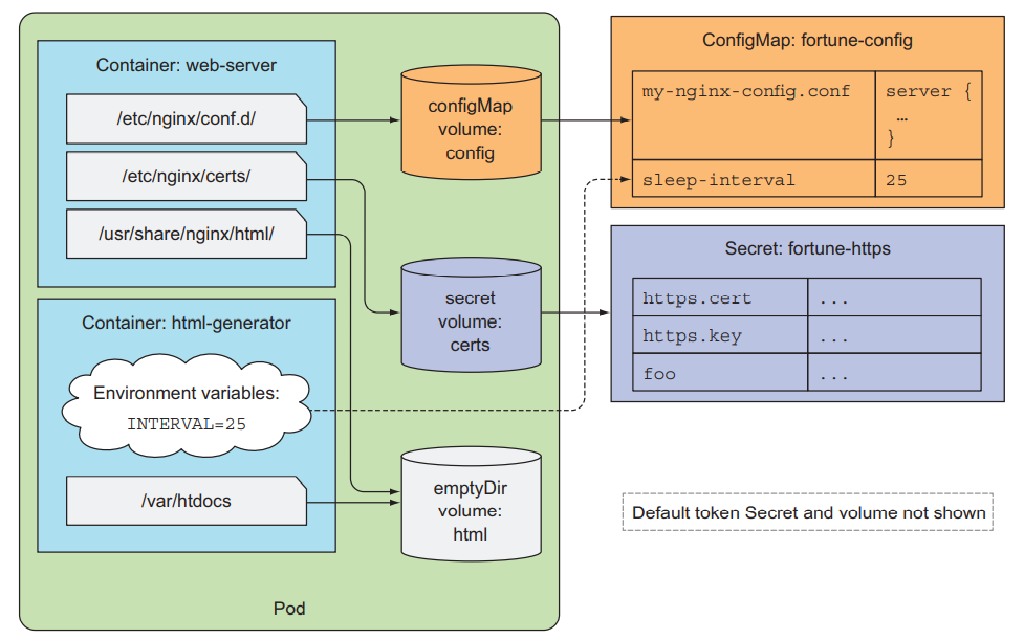 Container: web-server
/etc/nginx/conf.d/
/etc/nginx/certs/
/usr/share/nginx/html/
Container: html-generator
Environment variables:
INTERVAL=25
/var/htdocs
configMap
volume:
config
secret
volume:
certs
emptyDir
volume:
html
Pod
ConfigMap: fortune-config
my-nginx-config.conf
server {
...
}
sleep-interval
25
Secret: fortune-https
https.cert
...
https.key
...
foo
...
Default token Secret and volume not shown